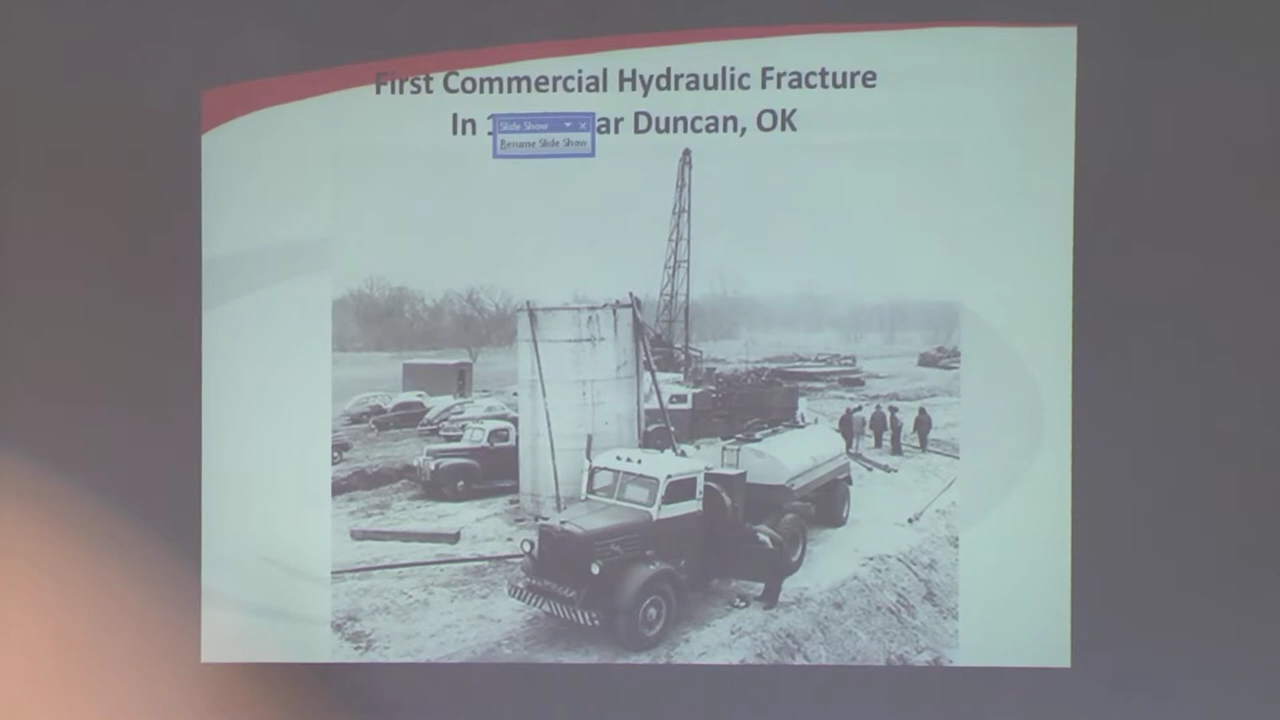 First Commercial Hydraulic Fracture
In 1 ar Duncan, OK
Slide Show
Rename Slide Show